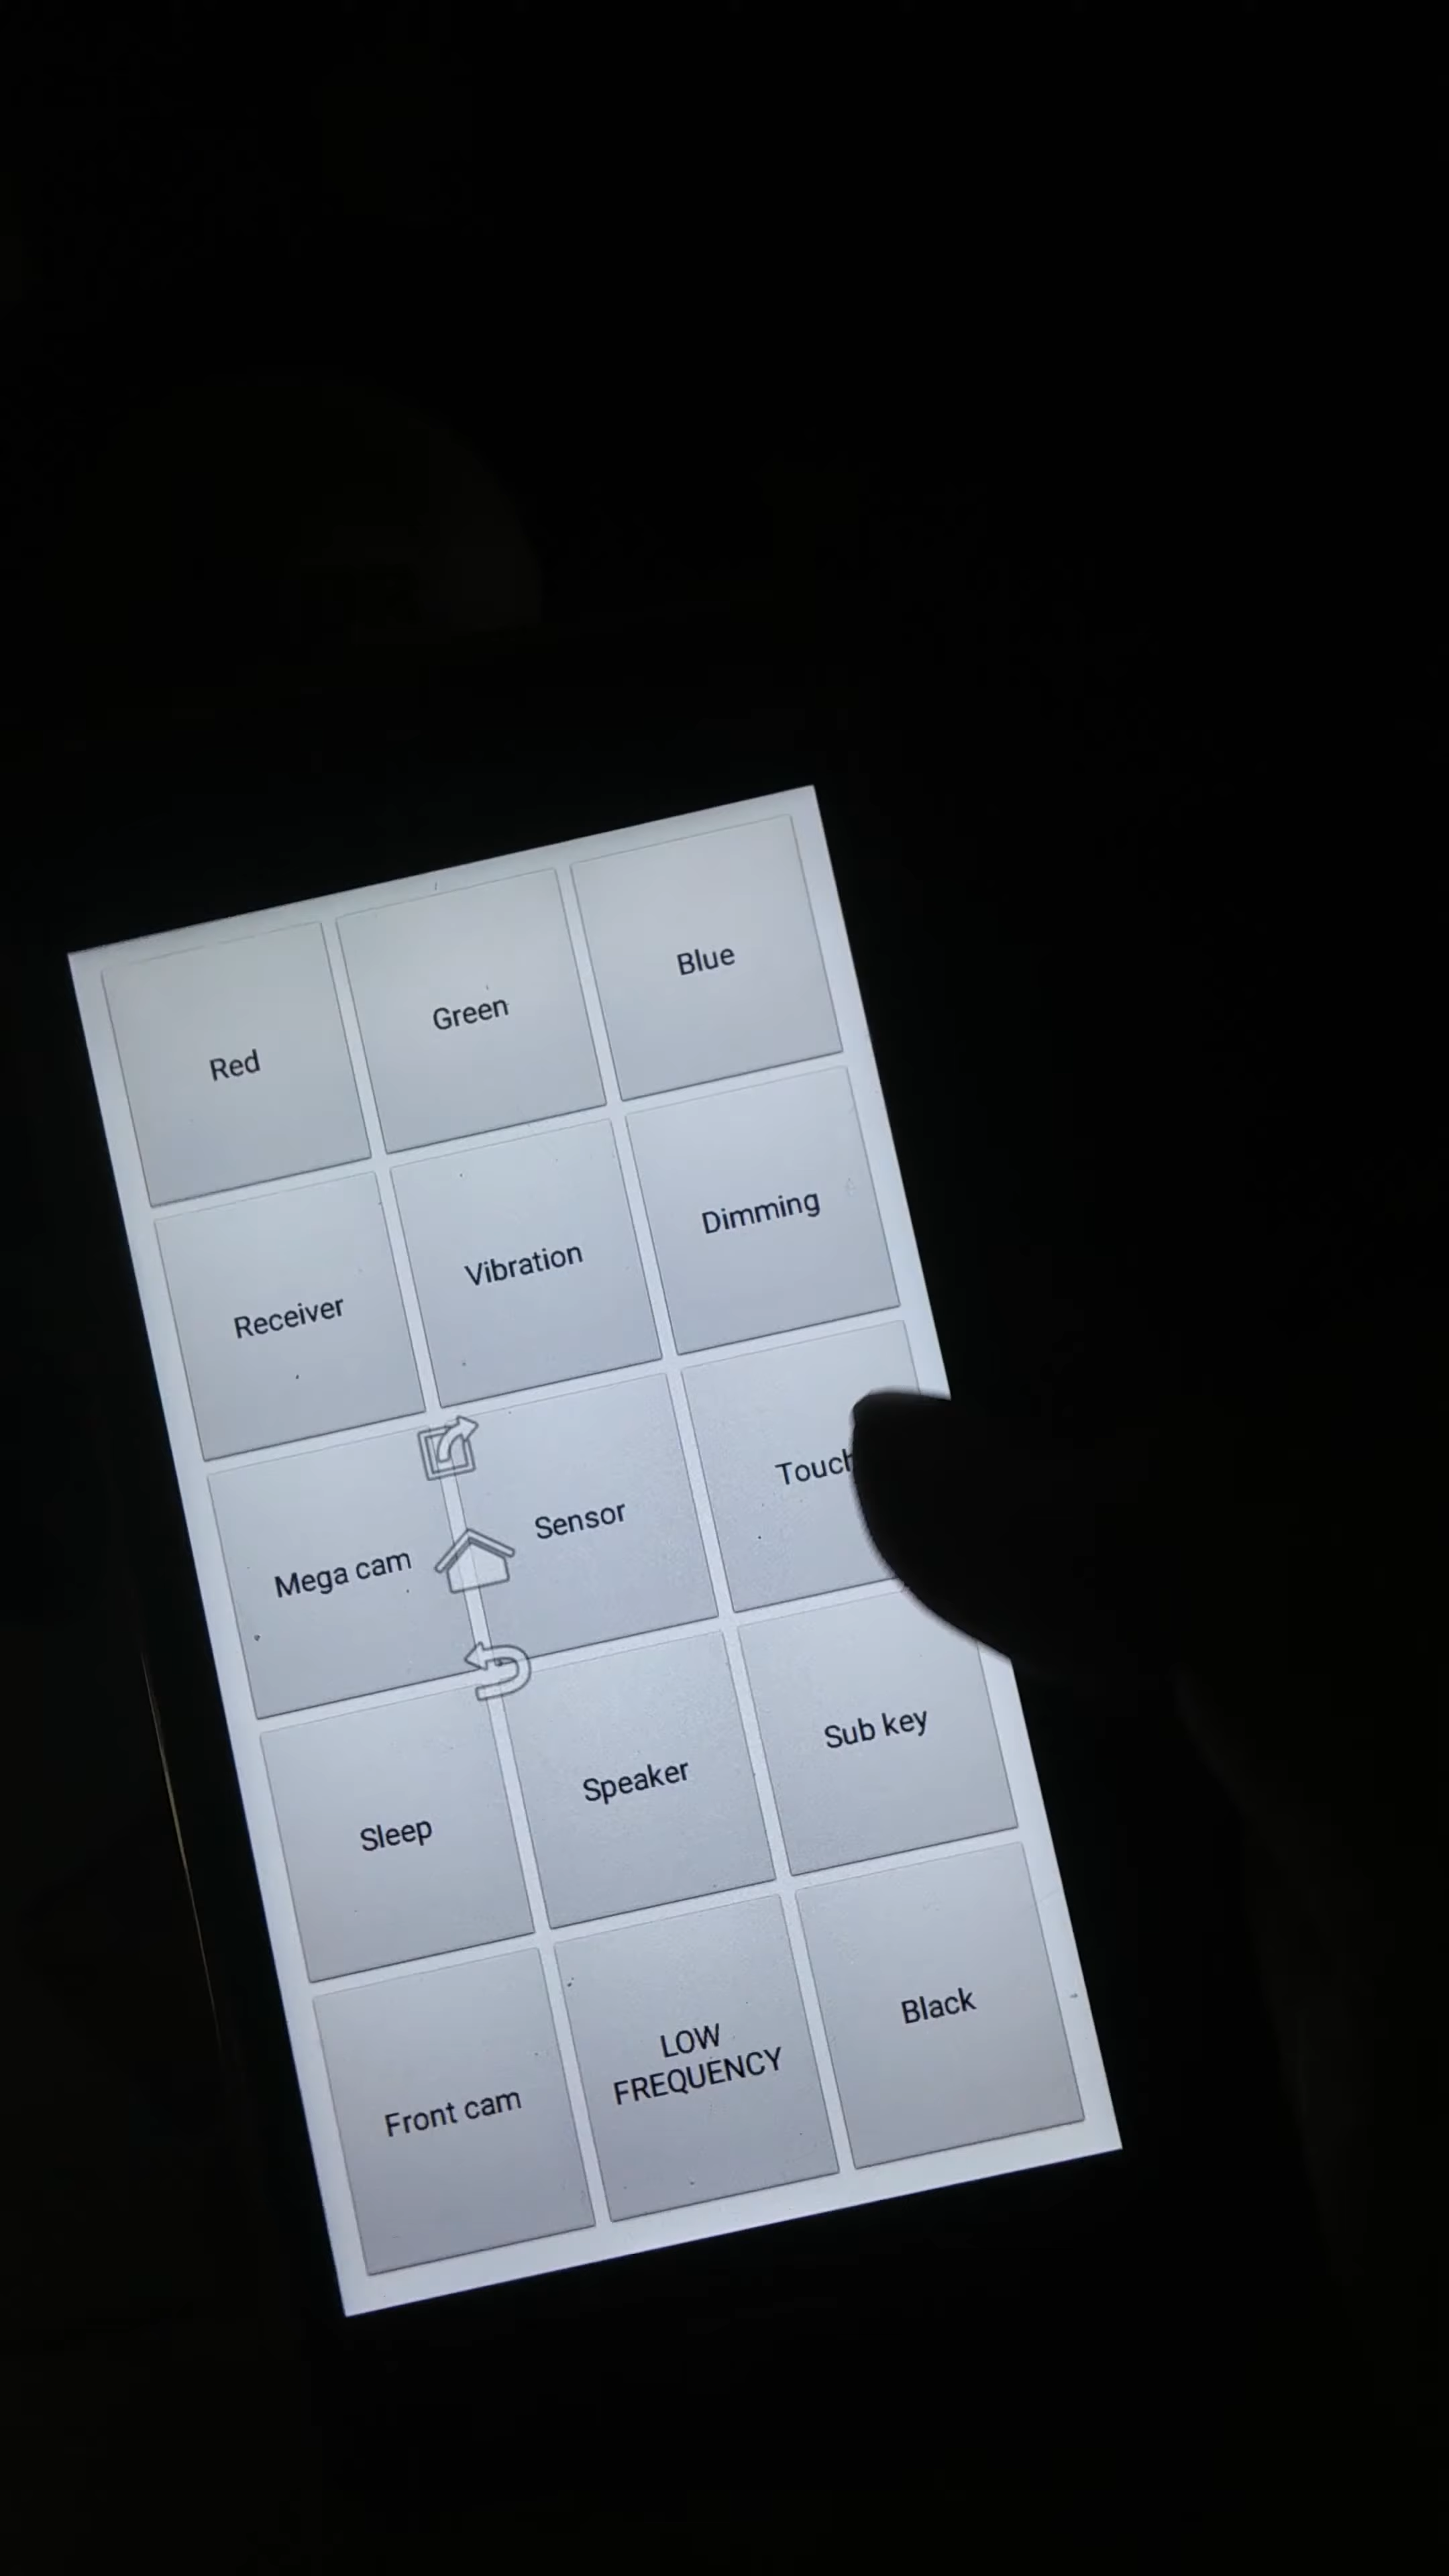 Red
Green
Blue
Receiver
Vibration
Dimming
Mega cam
Sensor
Touch
Sleep
Speaker
Sub key
Front cam
LOW
FREQUENCY
Black